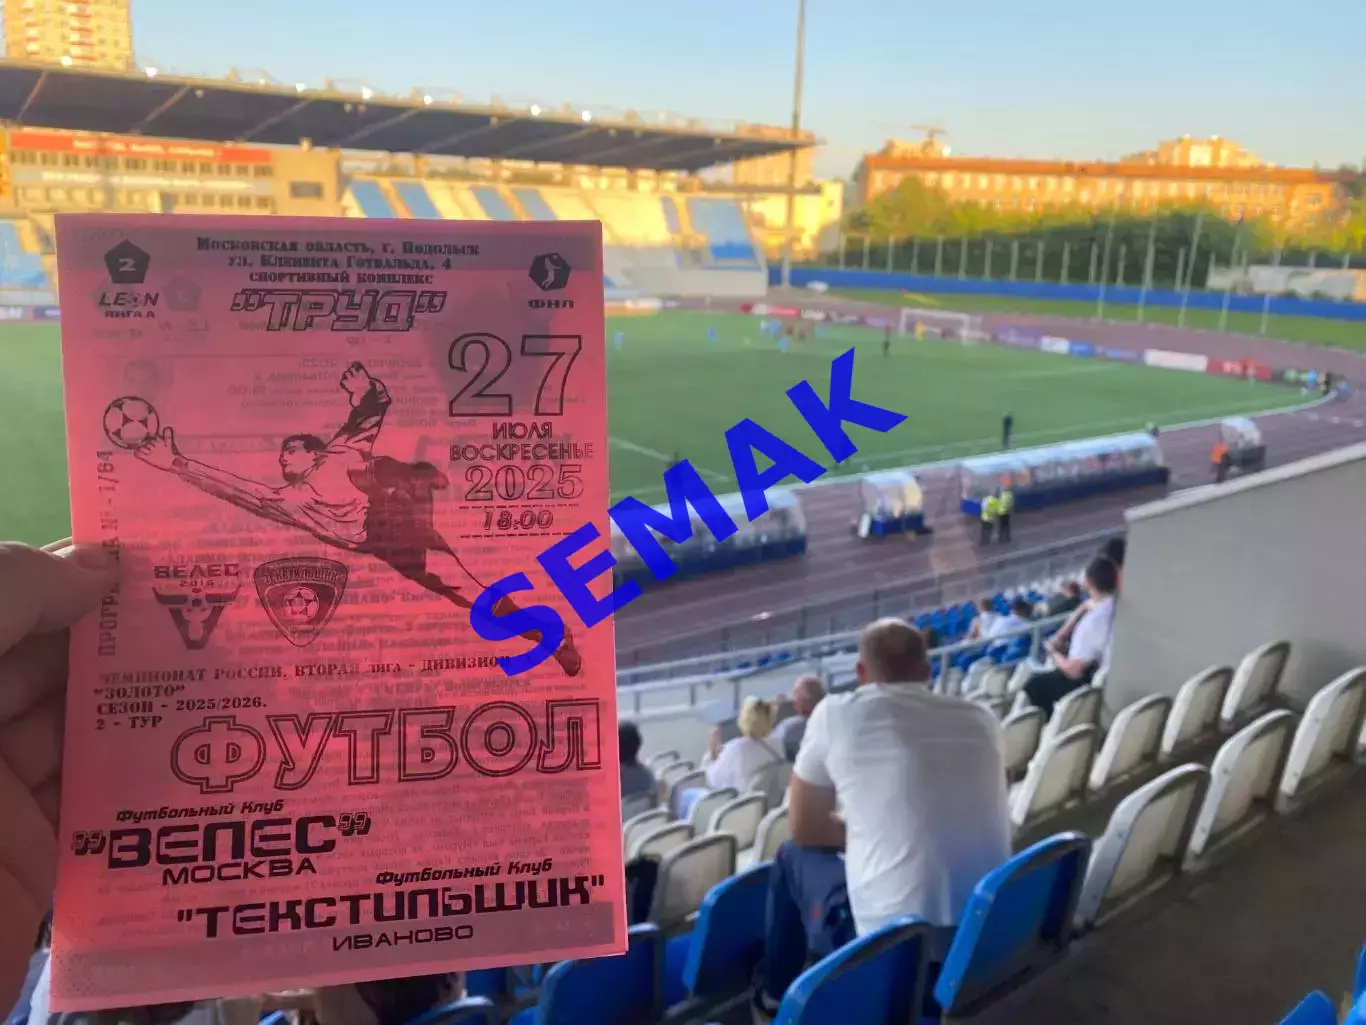 Московская область, г. Подольск
ул. Клемента Готвальда, 4
спортивный комплекс
"ТРУД"
2
LEON
ЛИГА А
ФНЛ
27
ИЮЛЯ
ВОСКРЕСЕНЬЕ
2025
18:00
ПРОГРАММА № - 1/64
ВЕЛЕС
2016
ТЕКСТИЛЬЩИК
ЧЕМПИОНАТ РОССИИ, ВТОРАЯ ЛИГА - ДИВИЗИО
"ЗОЛОТО"
СЕЗОН - 2025/2026.
2 - ТУР
ФУТБОЛ
Футбольный Клуб
"ВЕЛЕС"
МОСКВА
Футбольный Клуб
"ТЕКСТИЛЬЩИК"
ИВАНОВО
SEMAK